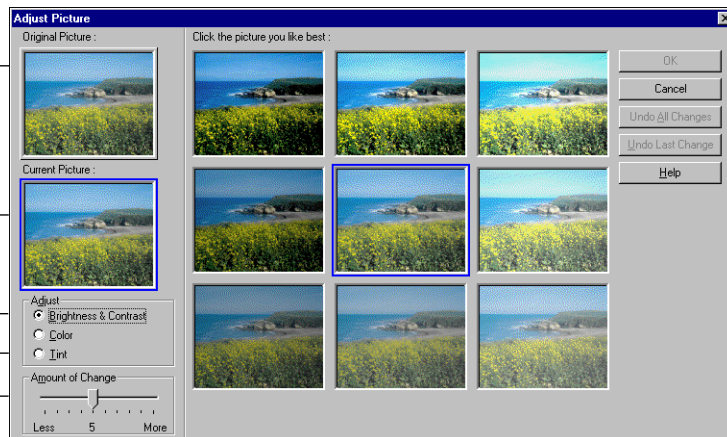 Adjust Picture
Original Picture :
Current Picture :
Adjust
Brightness & Contrast
Color
Tint
Amount of Change
Less 5 More
Click the picture you like best :
OK
Cancel
Undo All Changes
Undo Last Change
Help